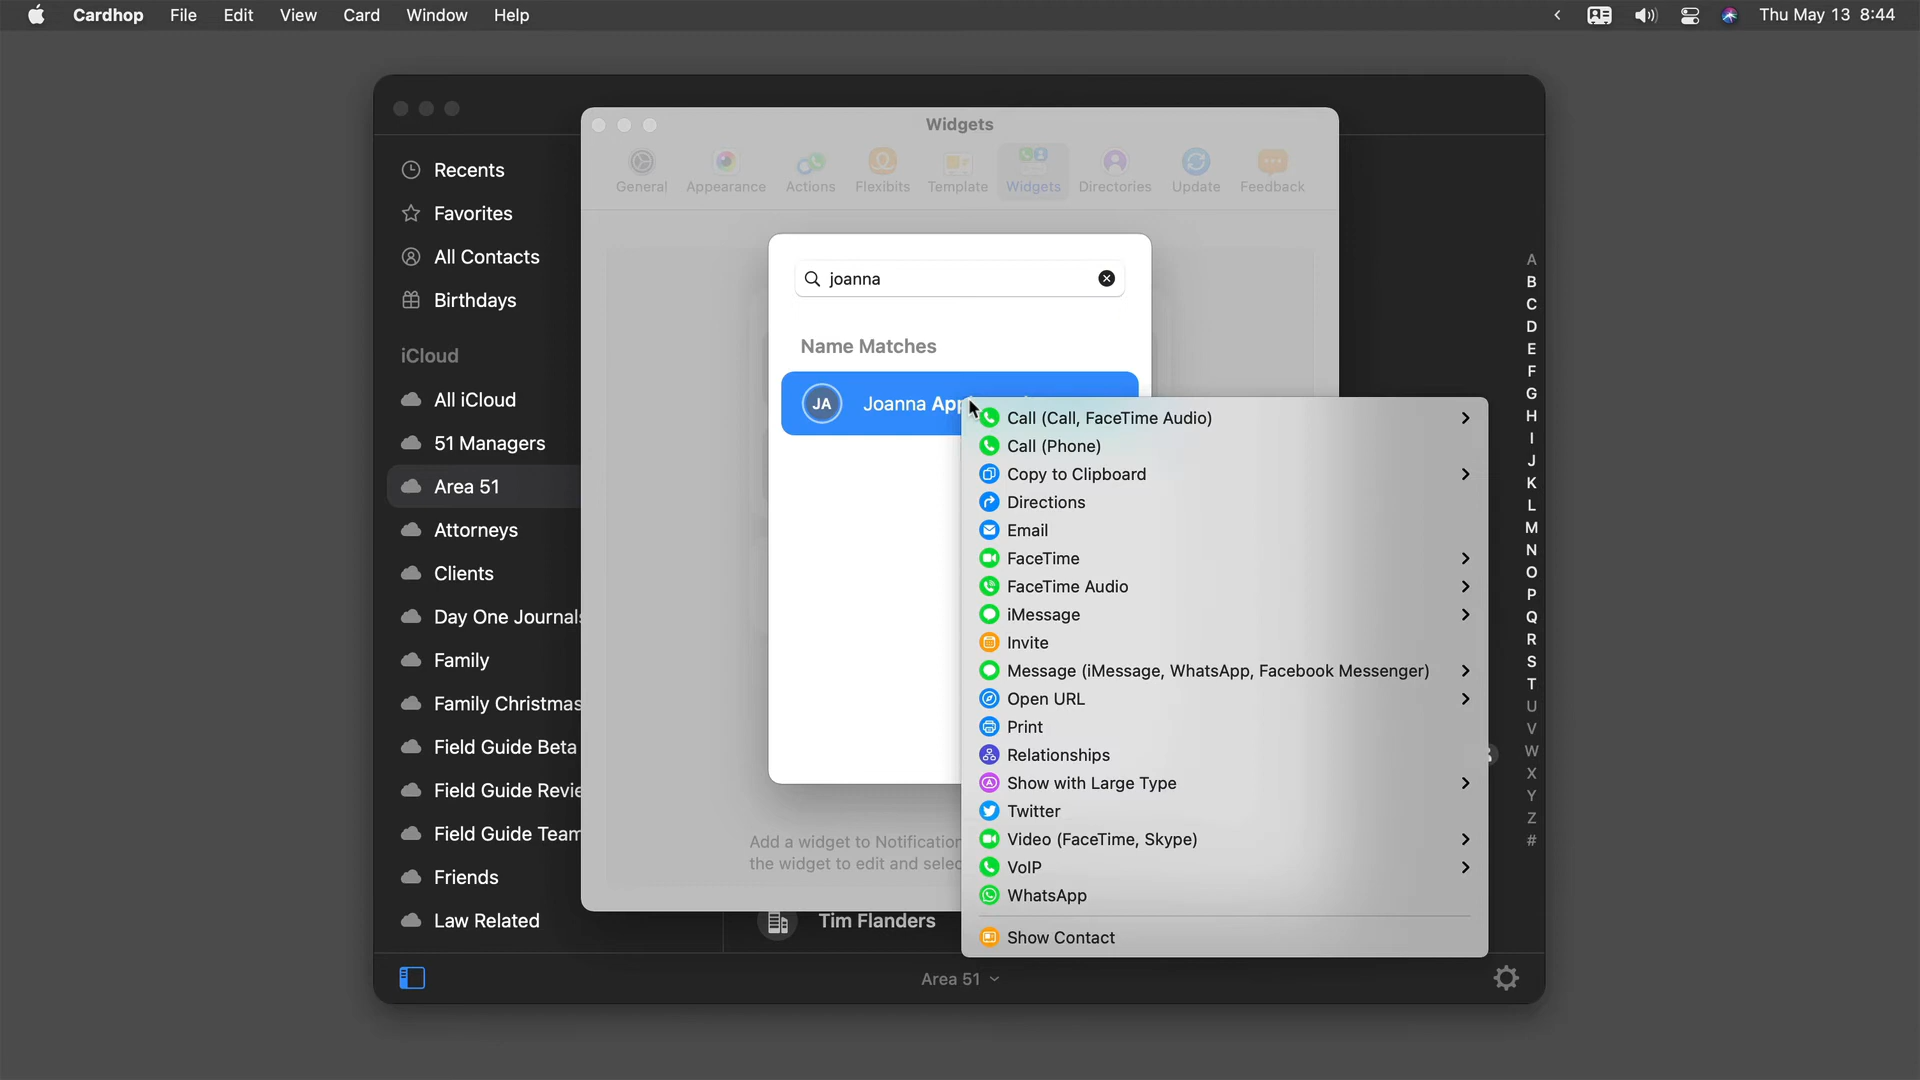 Cardhop File Edit View Card Window Help
Thu May 13 8:44
Widgets
General Appearance Actions Flexibits Template Widgets Directories Update Feedback
Recents
Favorites
All Contacts
Birthdays
iCloud
All iCloud
51 Managers
Area 51
Attorneys
Clients
Day One Journals
Family
Family Christmas
Field Guide Beta
Field Guide Revie
Field Guide Team
Friends
Law Related
joanna
Name Matches
JA Joanna App
Call (Call, FaceTime Audio)
Call (Phone)
Copy to Clipboard
Directions
Email
FaceTime
FaceTime Audio
iMessage
Invite
Message (iMessage, WhatsApp, Facebook Messenger)
Open URL
Print
Relationships
Show with Large Type
Twitter
Video (FaceTime, Skype)
VoIP
WhatsApp
Show Contact
Add a widget to Notification
the widget to edit and selec
Tim Flanders
Area 51
A
B
C
D
E
F
G
H
I
J
K
L
M
N
O
P
Q
R
S
T
U
V
W
X
Y
Z
#